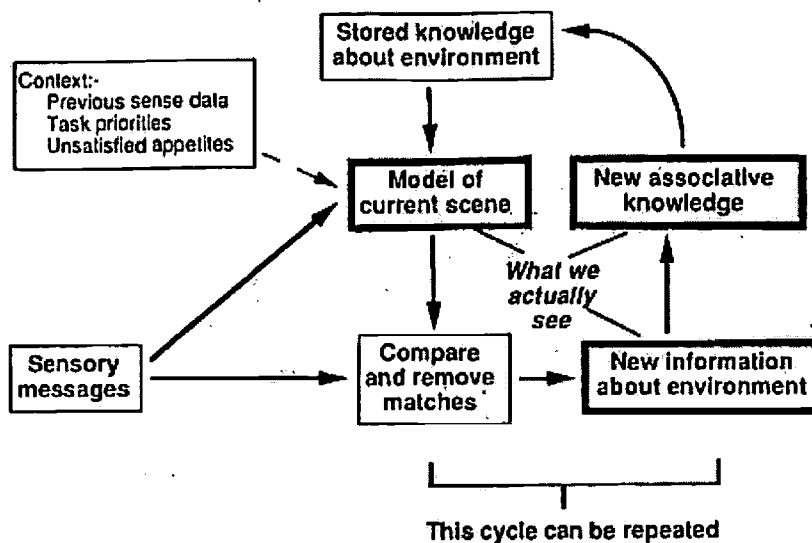 Stored knowledge
about environment
Context:-
Previous sense data
Task priorities
Unsatisfied appetites
Model of
current scene
New associative
knowledge
What we
actually
see
Sensory
messages
Compare
and remove
matches
New information
about environment
This cycle can be repeated